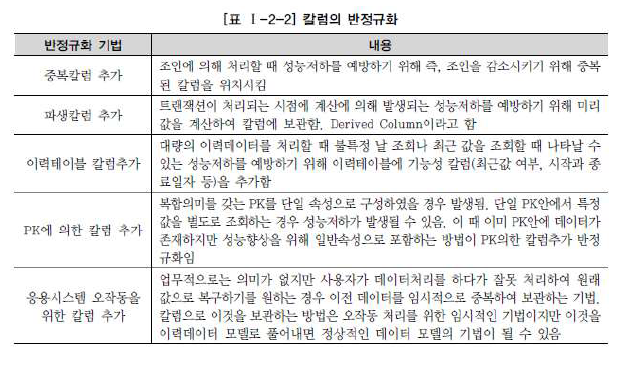 [표 Ⅰ-2-2] 칼럼의 반정규화
반정규화 기법 내용
중복칼럼 추가
조인에 의해 처리할 때 성능저하를 예방하기 위해 즉, 조인을 감소시키기 위해 중복
된 칼럼을 위치시킴
파생칼럼 추가
트랜잭션이 처리되는 시점에 계산에 의해 발생되는 성능저하를 예방하기 위해 미리
값을 계산하여 칼럼에 보관함. Derived Column이라고 함
이력테이블 칼럼추가
대량의 이력데이터를 처리할 때 불특정 날 조회나 최근 값을 조회할 때 나타날 수
있는 성능저하를 예방하기 위해 이력테이블에 기능성 칼럼(최근값 여부, 시작과 종
료일자 등)을 추가함
PK에 의한 칼럼 추가
복합의미를 갖는 PK를 단일 속성으로 구성하였을 경우 발생됨. 단일 PK안에서 특정
값을 별도로 조회하는 경우 성능저하가 발생될 수 있음. 이 때 이미 PK안에 데이터가
존재하지만 성능향상을 위해 일반속성으로 포함하는 방법이 PK의한 칼럼추가 반정
규화임
응용시스템 오작동을
위한 칼럼 추가
업무적으로는 의미가 없지만 사용자가 데이터처리를 하다가 잘못 처리하여 원래
값으로 복구하기를 원하는 경우 이전 데이터를 임시적으로 중복하여 보관하는 기법.
칼럼으로 이것을 보관하는 방법은 오작동 처리를 위한 임시적인 기법이지만 이것을
이력데이터 모델로 풀어내면 정상적인 데이터 모델의 기법이 될 수 있음